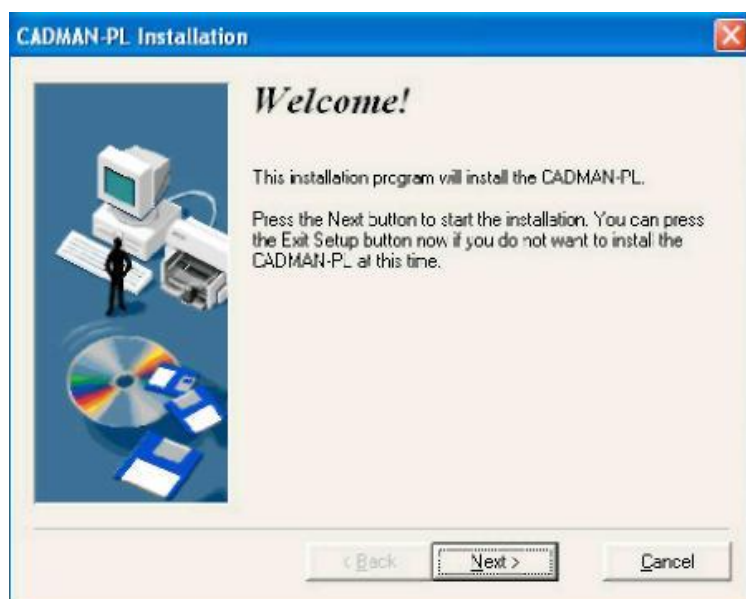 CADMAN-PL Installation
Welcome!
This installation program will install the CADMAN-PL.
Press the Next button to start the installation. You can press
the Exit Setup button now if you do not want to install the
CADMAN-PL at this time.
< Back
Next >
Cancel